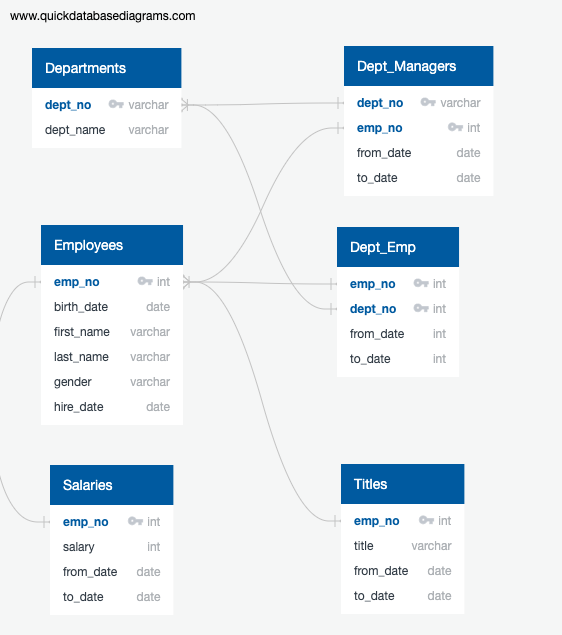 www.quickdatabasediagrams.com
Departments
dept_no varchar
dept_name varchar
Dept_Managers
dept_no varchar
emp_no int
from_date date
to_date date
Employees
emp_no int
birth_date date
first_name varchar
last_name varchar
gender varchar
hire_date date
Dept_Emp
emp_no int
dept_no int
from_date int
to_date int
Salaries
emp_no int
salary int
from_date date
to_date date
Titles
emp_no int
title varchar
from_date date
to_date date